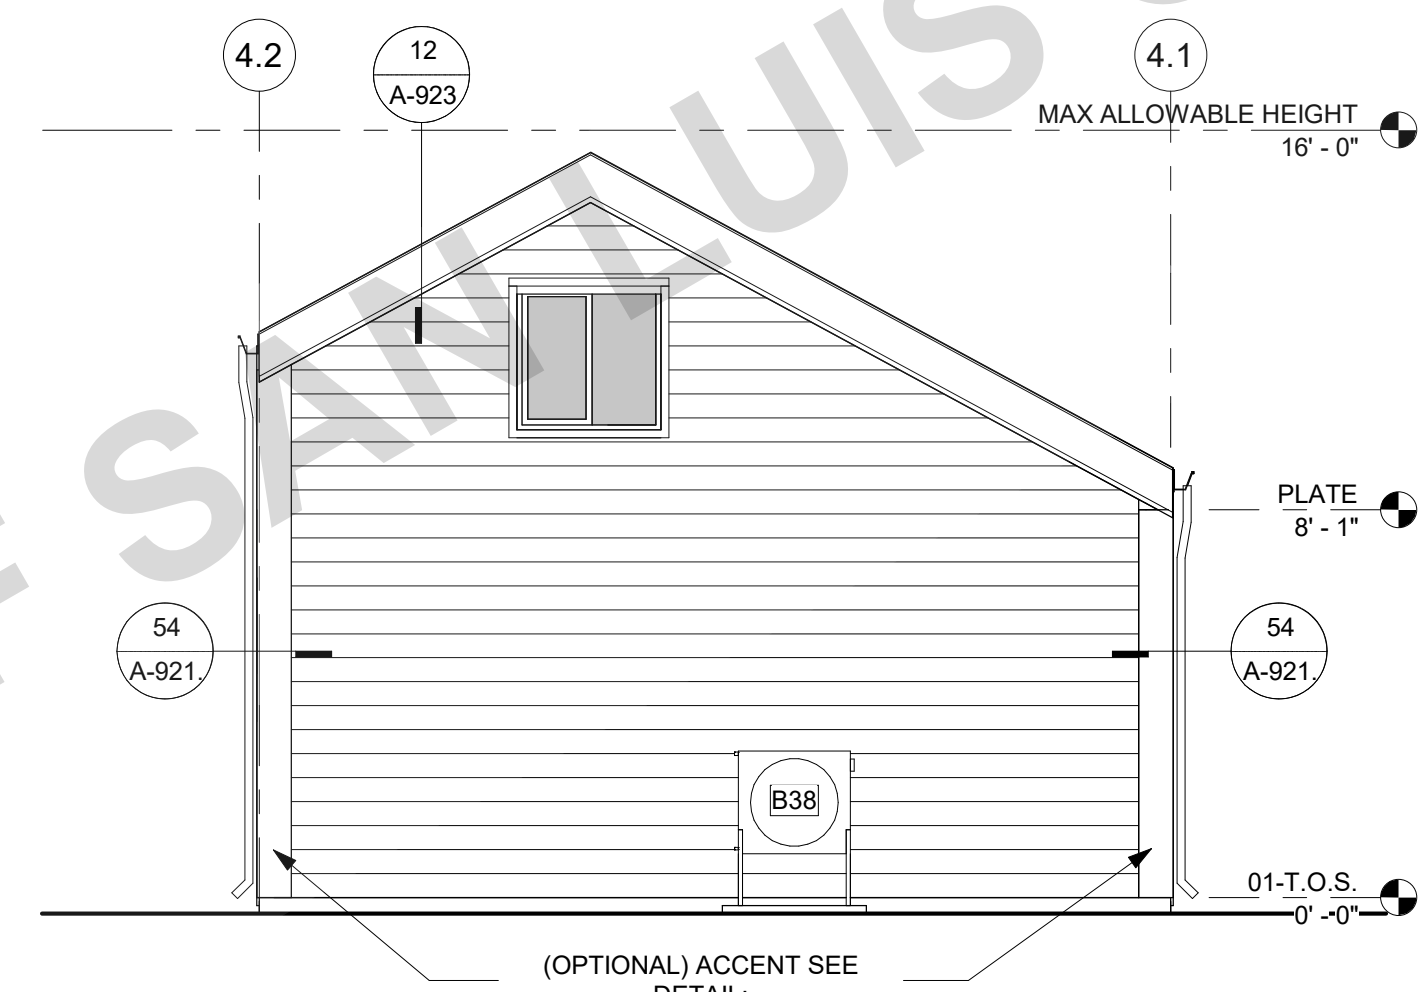 4.2
12
A-923
4.1
MAX ALLOWABLE HEIGHT
16' - 0"
SAN LUIS
PLATE
8' - 1"
54
A-921.
54
A-921.
B38
01-T.O.S.
0' - 0"
(OPTIONAL) ACCENT SEE
DETAIL: